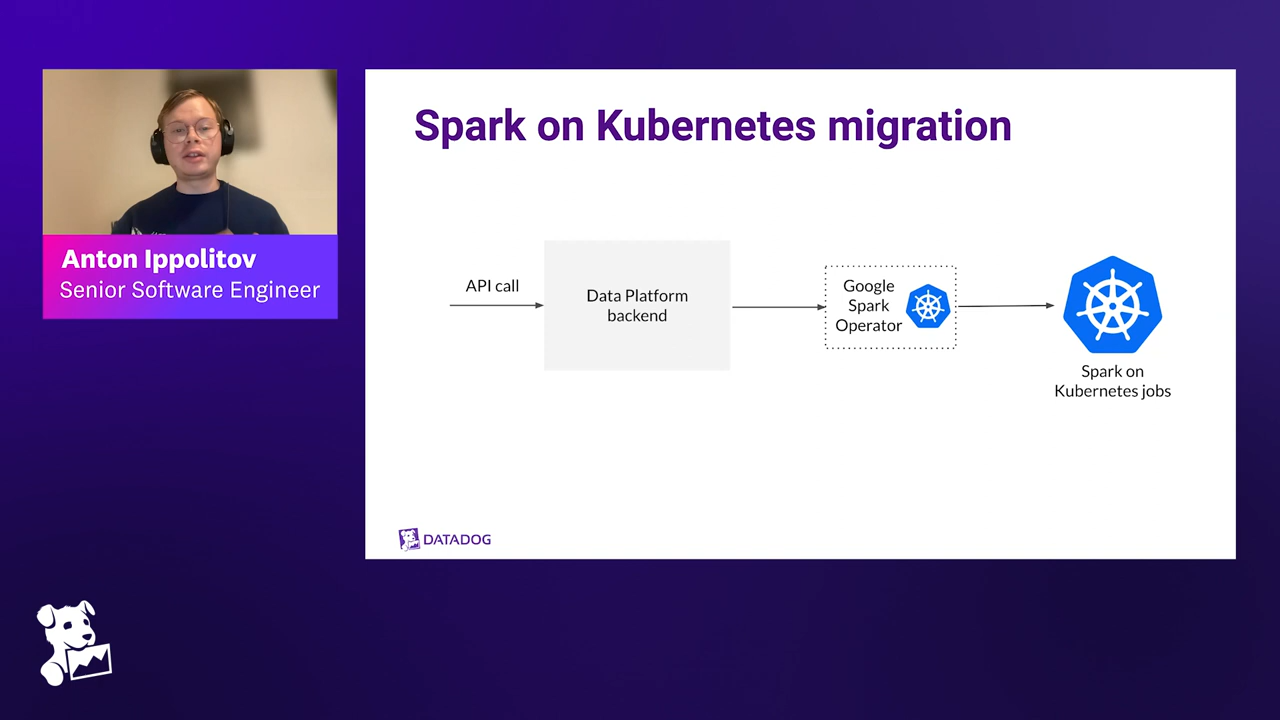 Anton Ippolitov
Senior Software Engineer
Spark on Kubernetes migration
API call
Data Platform
backend
Google
Spark
Operator
Spark on
Kubernetes jobs
DATADOG